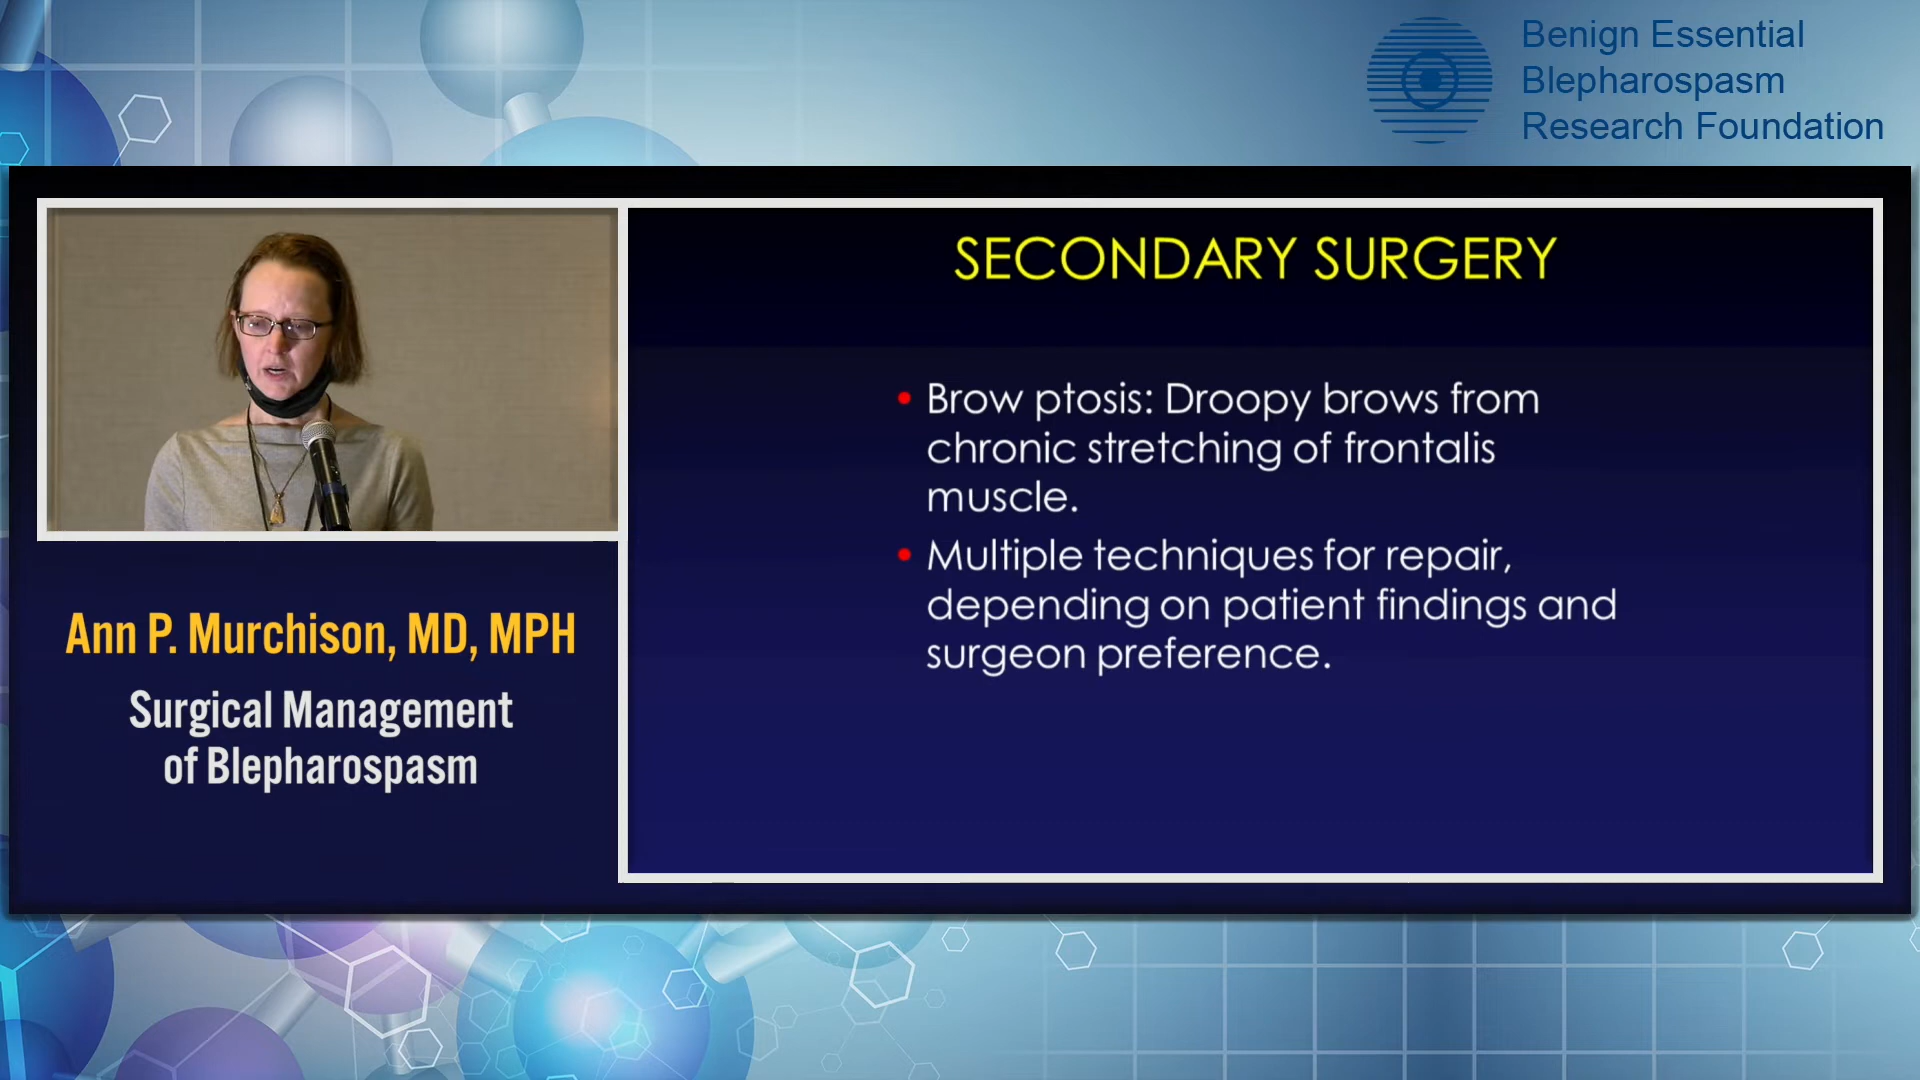 Benign Essential
Blepharospasm
Research Foundation
SECONDARY SURGERY
• Brow ptosis: Droopy brows from
chronic stretching of frontalis
muscle.
• Multiple techniques for repair,
depending on patient findings and
surgeon preference.
Ann P. Murchison, MD, MPH
Surgical Management
of Blepharospasm